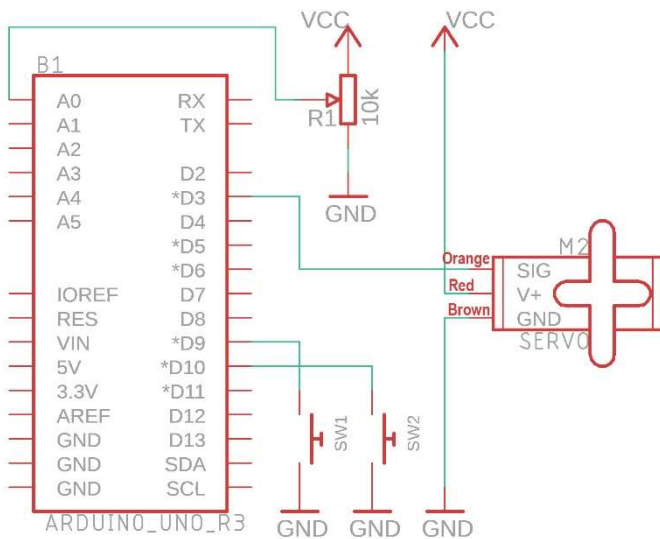 VCC
VCC
B1
A0
RX
R1
10k
A1
TX
A2
A3
D2
A4
*D3
GND
A5
D4
*D5
*D6
M2
Orange
SIG
Red
V+
Brown
GND
SERVO
IOREF
D7
RES
D8
VIN
*D9
5V
*D10
3.3V
*D11
AREF
D12
GND
D13
SW1
SW2
GND
SDA
GND
SCL
ARDUINO_UNO_R3
GND
GND
GND